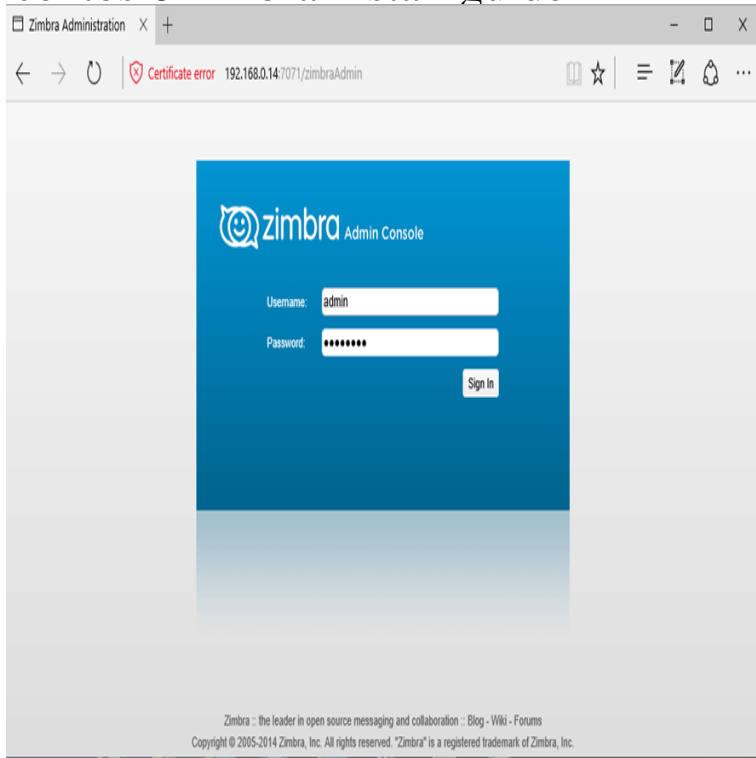 Zimbra Administration
Certificate error 192.168.0.14:7071/zimbraAdmin
zimbra Admin Console
Username: admin
Password: ••••••••
Sign In
Zimbra :: the leader in open source messaging and collaboration :: Blog - Wiki - Forums
Copyright © 2005-2014 Zimbra, Inc. All rights reserved. "Zimbra" is a registered trademark of Zimbra, Inc.